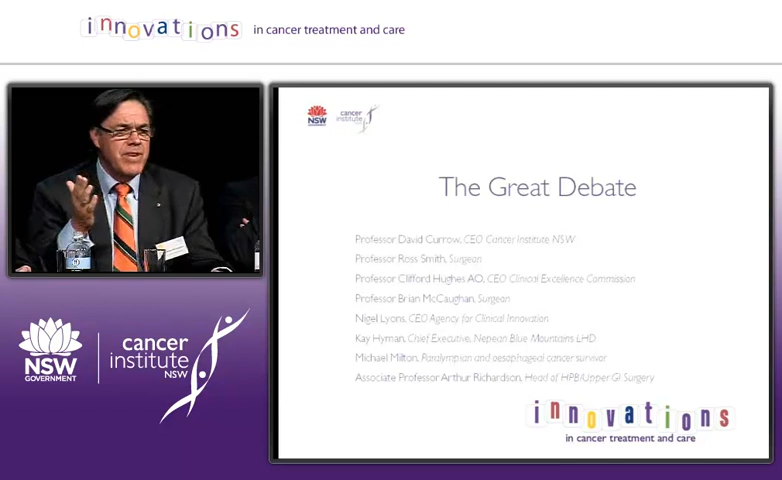 innovations in cancer treatment and care
NSW GOVERNMENT
cancer institute
The Great Debate
Professor David Currow, CEO Cancer Institute NSW
Professor Ross Smith, Surgeon
Professor Clifford Hughes AO, CEO Clinical Excellence Commission
Professor Brian McCaughan, Surgeon
Nigel Lyons, CEO Agency for Clinical Innovation
Kay Hyman, Chief Executive, Nepean Blue Mountains LHD
Michael Milton, Paralympian and oesophageal cancer survivor
Associate Professor Arthur Richardson, Head of HPB/Upper GI Surgery
innovations
in cancer treatment and care
NSW
GOVERNMENT
cancer
institute
NSW